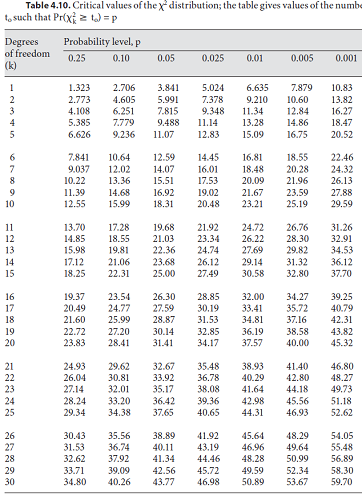 Table 4.10. Critical values of the χ² distribution; the table gives values of the numbe
tₒ such that Pr(χ²ₖ ≥ tₒ) = p
Degrees Probability level, p
of freedom
(k) 0.25 0.10 0.05 0.025 0.01 0.005 0.001
1 1.323 2.706 3.841 5.024 6.635 7.879 10.83
2 2.773 4.605 5.991 7.378 9.210 10.60 13.82
3 4.108 6.251 7.815 9.348 11.34 12.84 16.27
4 5.385 7.779 9.488 11.14 13.28 14.86 18.47
5 6.626 9.236 11.07 12.83 15.09 16.75 20.52
6 7.841 10.64 12.59 14.45 16.81 18.55 22.46
7 9.037 12.02 14.07 16.01 18.48 20.28 24.32
8 10.22 13.36 15.51 17.53 20.09 21.96 26.13
9 11.39 14.68 16.92 19.02 21.67 23.59 27.88
10 12.55 15.99 18.31 20.48 23.21 25.19 29.59
11 13.70 17.28 19.68 21.92 24.72 26.76 31.26
12 14.85 18.55 21.03 23.34 26.22 28.30 32.91
13 15.98 19.81 22.36 24.74 27.69 29.82 34.53
14 17.12 21.06 23.68 26.12 29.14 31.32 36.12
15 18.25 22.31 25.00 27.49 30.58 32.80 37.70
16 19.37 23.54 26.30 28.85 32.00 34.27 39.25
17 20.49 24.77 27.59 30.19 33.41 35.72 40.79
18 21.60 25.99 28.87 31.53 34.81 37.16 42.31
19 22.72 27.20 30.14 32.85 36.19 38.58 43.82
20 23.83 28.41 31.41 34.17 37.57 40.00 45.32
21 24.93 29.62 32.67 35.48 38.93 41.40 46.80
22 26.04 30.81 33.92 36.78 40.29 42.80 48.27
23 27.14 32.01 35.17 38.08 41.64 44.18 49.73
24 28.24 33.20 36.42 39.36 42.98 45.56 51.18
25 29.34 34.38 37.65 40.65 44.31 46.93 52.62
26 30.43 35.56 38.89 41.92 45.64 48.29 54.05
27 31.53 36.74 40.11 43.19 46.96 49.64 55.48
28 32.62 37.92 41.34 44.46 48.28 50.99 56.89
29 33.71 39.09 42.56 45.72 49.59 52.34 58.30
30 34.80 40.26 43.77 46.98 50.89 53.67 59.70